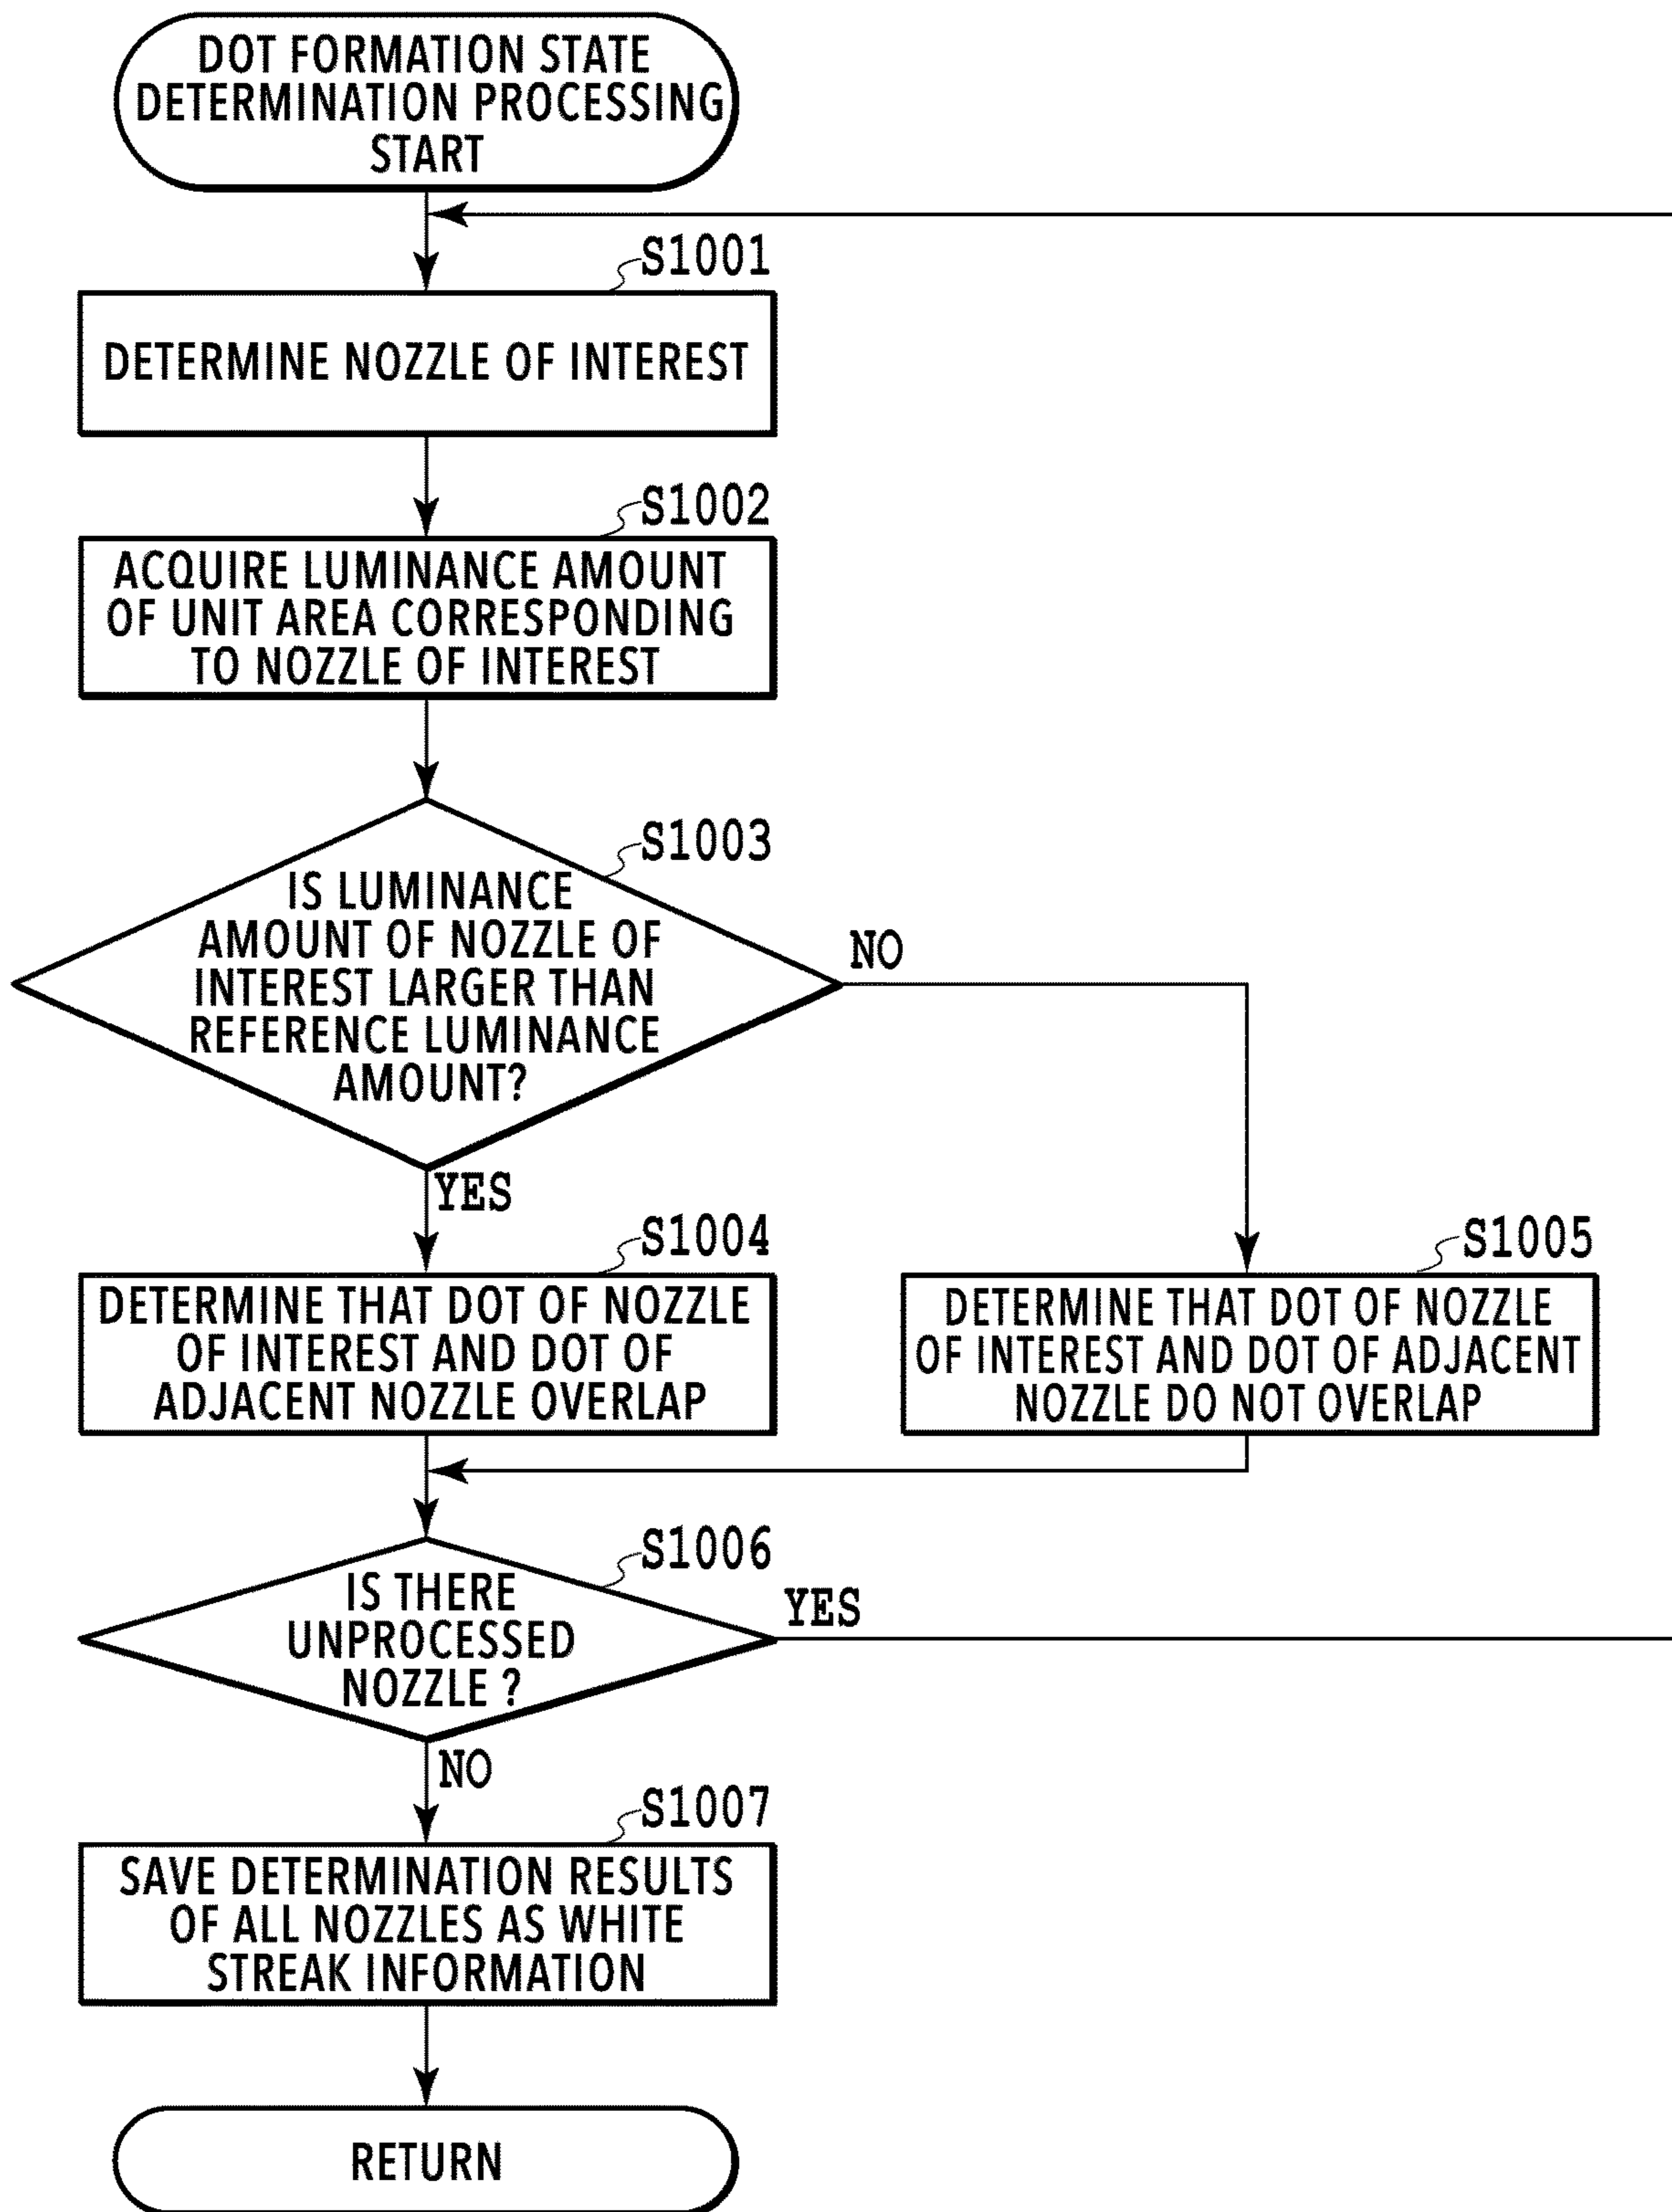 DOT FORMATION STATE
DETERMINATION PROCESSING
START
S1001
DETERMINE NOZZLE OF INTEREST
S1002
ACQUIRE LUMINANCE AMOUNT
OF UNIT AREA CORRESPONDING
TO NOZZLE OF INTEREST
S1003
IS LUMINANCE
AMOUNT OF NOZZLE OF
INTEREST LARGER THAN
REFERENCE LUMINANCE
AMOUNT?
NO
YES
S1004
DETERMINE THAT DOT OF NOZZLE
OF INTEREST AND DOT OF
ADJACENT NOZZLE OVERLAP
S1005
DETERMINE THAT DOT OF NOZZLE
OF INTEREST AND DOT OF ADJACENT
NOZZLE DO NOT OVERLAP
S1006
IS THERE
UNPROCESSED
NOZZLE ?
YES
NO
S1007
SAVE DETERMINATION RESULTS
OF ALL NOZZLES AS WHITE
STREAK INFORMATION
RETURN